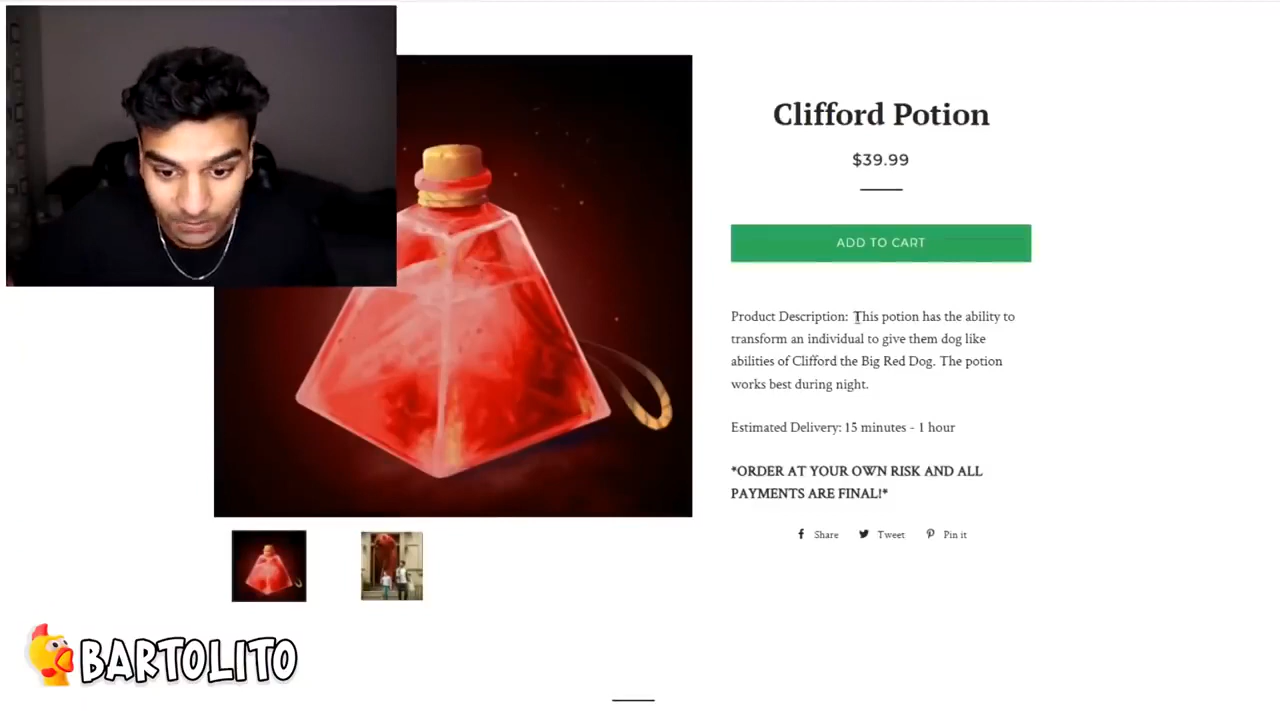 Clifford Potion
$39.99
ADD TO CART
Product Description: This potion has the ability to
transform an individual to give them dog like
abilities of Clifford the Big Red Dog. The potion
works best during night.
Estimated Delivery: 15 minutes - 1 hour
*ORDER AT YOUR OWN RISK AND ALL
PAYMENTS ARE FINAL!*
Share Tweet Pin it
BARTOLITO